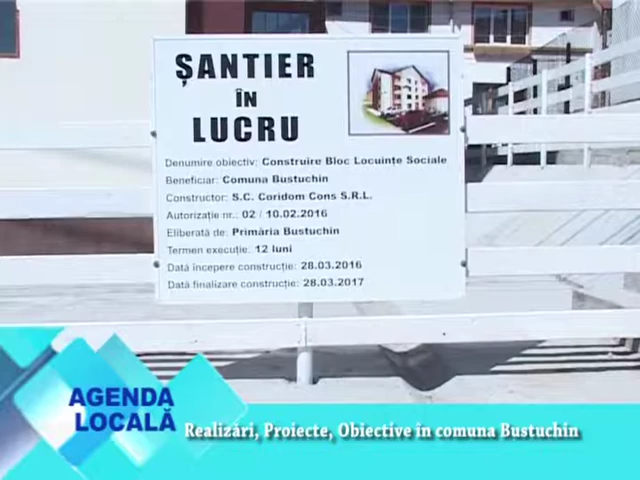 ȘANTIER
ÎN
LUCRU
Denumire obiectiv: Construire Bloc Locuințe Sociale
Beneficiar: Comuna Bustuchin
Constructor: S.C. Coridom Cons S.R.L.
Autorizație nr.: 02 / 10.02.2016
Eliberată de: Primăria Bustuchin
Termen execuție: 12 luni
Dată începere construcție: 28.03.2016
Dată finalizare construcție: 28.03.2017
AGENDA
LOCALĂ
Realizări, Proiecte, Obiective în comuna Bustuchin